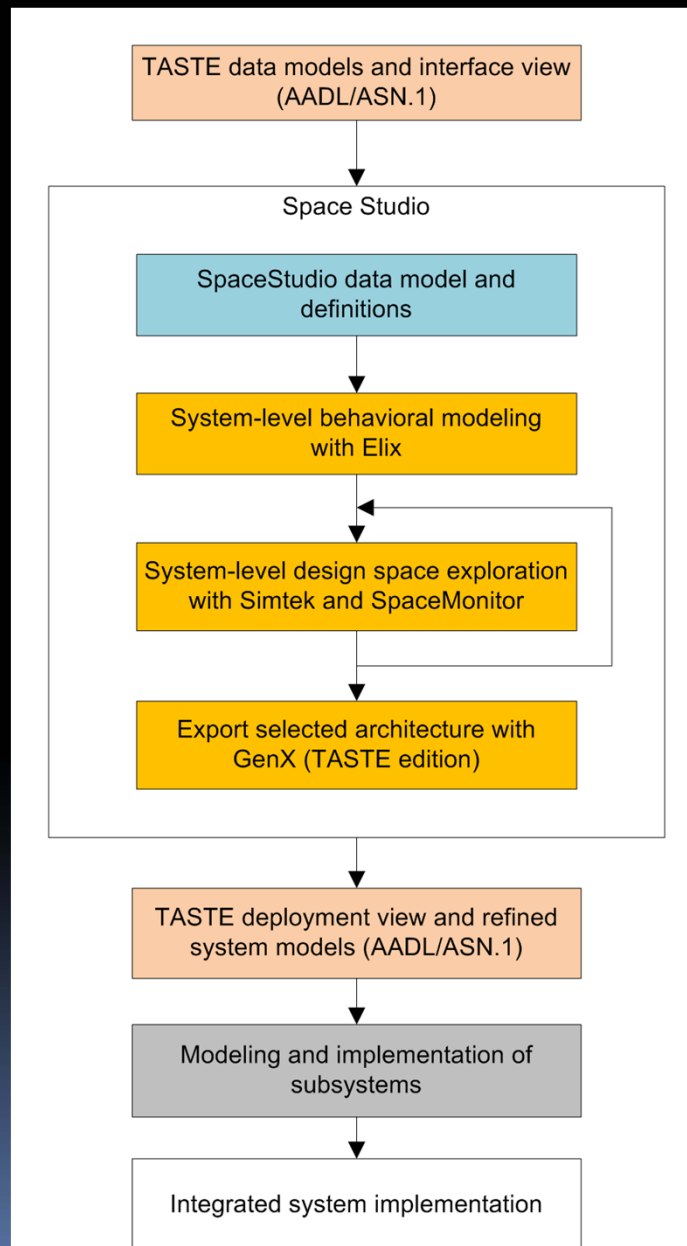 TASTE data models and interface view
(AADL/ASN.1)
Space Studio
SpaceStudio data model and
definitions
System-level behavioral modeling
with Elix
System-level design space exploration
with Simtek and SpaceMonitor
Export selected architecture with
GenX (TASTE edition)
TASTE deployment view and refined
system models (AADL/ASN.1)
Modeling and implementation of
subsystems
Integrated system implementation